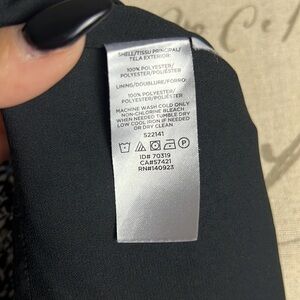 SHELL/TISSU PRINCIPAL/
TELA EXTERIOR:
100% POLYESTER/
POLYESTER/POLIÉSTER
LINING/DOUBLURE/FORRO:
100% POLYESTER/
POLYESTER/POLIÉSTER
MACHINE WASH COLD ONLY
NON-CHLORINE BLEACH
WHEN NEEDED TUMBLE DRY
LOW COOL IRON IF NEEDED
OR DRY CLEAN
522141
ID# 70319
CA#57421
RN#140923